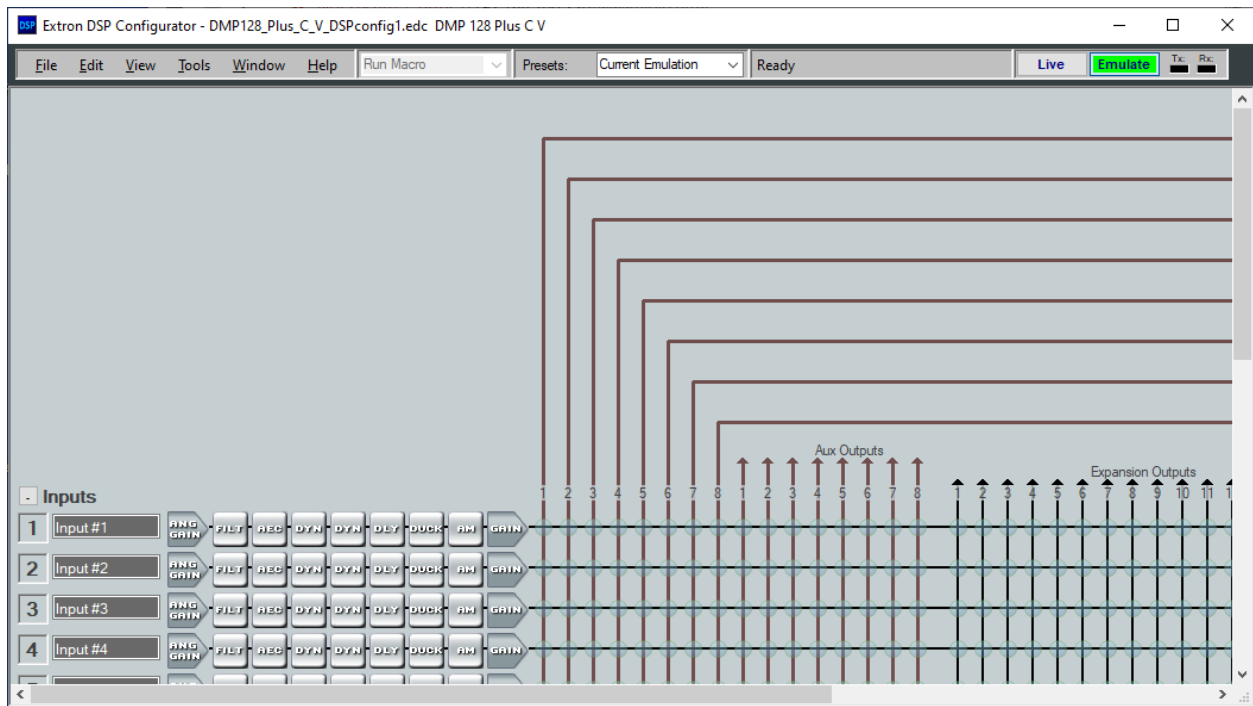 DSP Extron DSP Configurator - DMP128_Plus_C_V_DSPconfig1.edc DMP 128 Plus C V
File Edit View Tools Window Help Run Macro Presets: Current Emulation Ready Live Emulate Tx: Rx:
Aux Outputs
Expansion Outputs
- Inputs
1 2 3 4 5 6 7 8 1 2 3 4 5 6 7 8 1 2 3 4 5 6 7 8 9 10 11 1
1 Input #1 ANG GAIN FILT AEC DYN DYN DLY DUCK AM GAIN
2 Input #2 ANG GAIN FILT AEC DYN DYN DLY DUCK AM GAIN
3 Input #3 ANG GAIN FILT AEC DYN DYN DLY DUCK AM GAIN
4 Input #4 ANG GAIN FILT AEC DYN DYN DLY DUCK AM GAIN